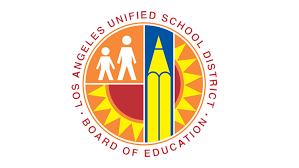 LOS ANGELES UNIFIED SCHOOL DISTRICT
BOARD OF EDUCATION